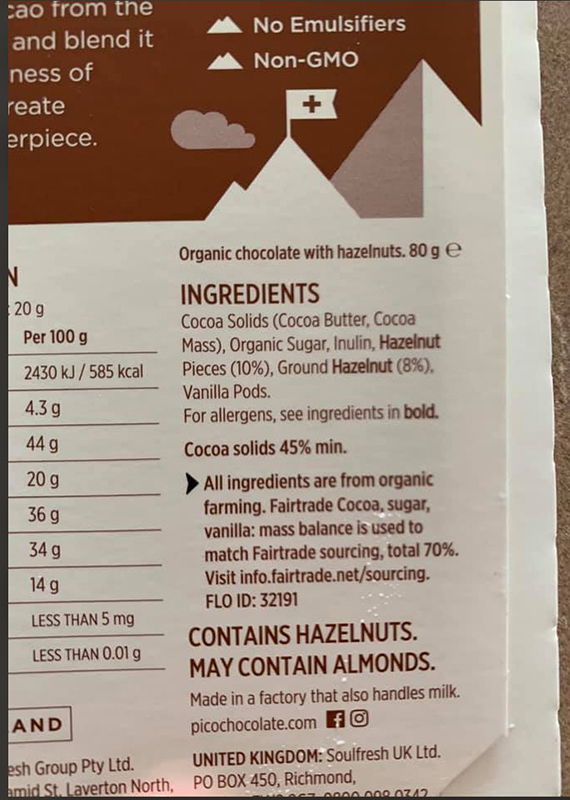 cao from the
and blend it
ness of
reate
erpiece.
No Emulsifiers
Non-GMO
N
: 20 g
Per 100 g
2430 kJ / 585 kcal
4.3 g
44 g
20 g
36 g
34 g
14 g
LESS THAN 5 mg
LESS THAN 0.01 g
AND
esh Group Pty Ltd.
amid St, Laverton North,
Organic chocolate with hazelnuts. 80 g ℮
INGREDIENTS
Cocoa Solids (Cocoa Butter, Cocoa
Mass), Organic Sugar, Inulin, Hazelnut
Pieces (10%), Ground Hazelnut (8%),
Vanilla Pods.
For allergens, see ingredients in bold.
Cocoa solids 45% min.
All ingredients are from organic
farming. Fairtrade Cocoa, sugar,
vanilla: mass balance is used to
match Fairtrade sourcing, total 70%.
Visit info.fairtrade.net/sourcing.
FLO ID: 32191
CONTAINS HAZELNUTS.
MAY CONTAIN ALMONDS.
Made in a factory that also handles milk.
picochocolate.com
UNITED KINGDOM: Soulfresh UK Ltd.
PO BOX 450, Richmond,